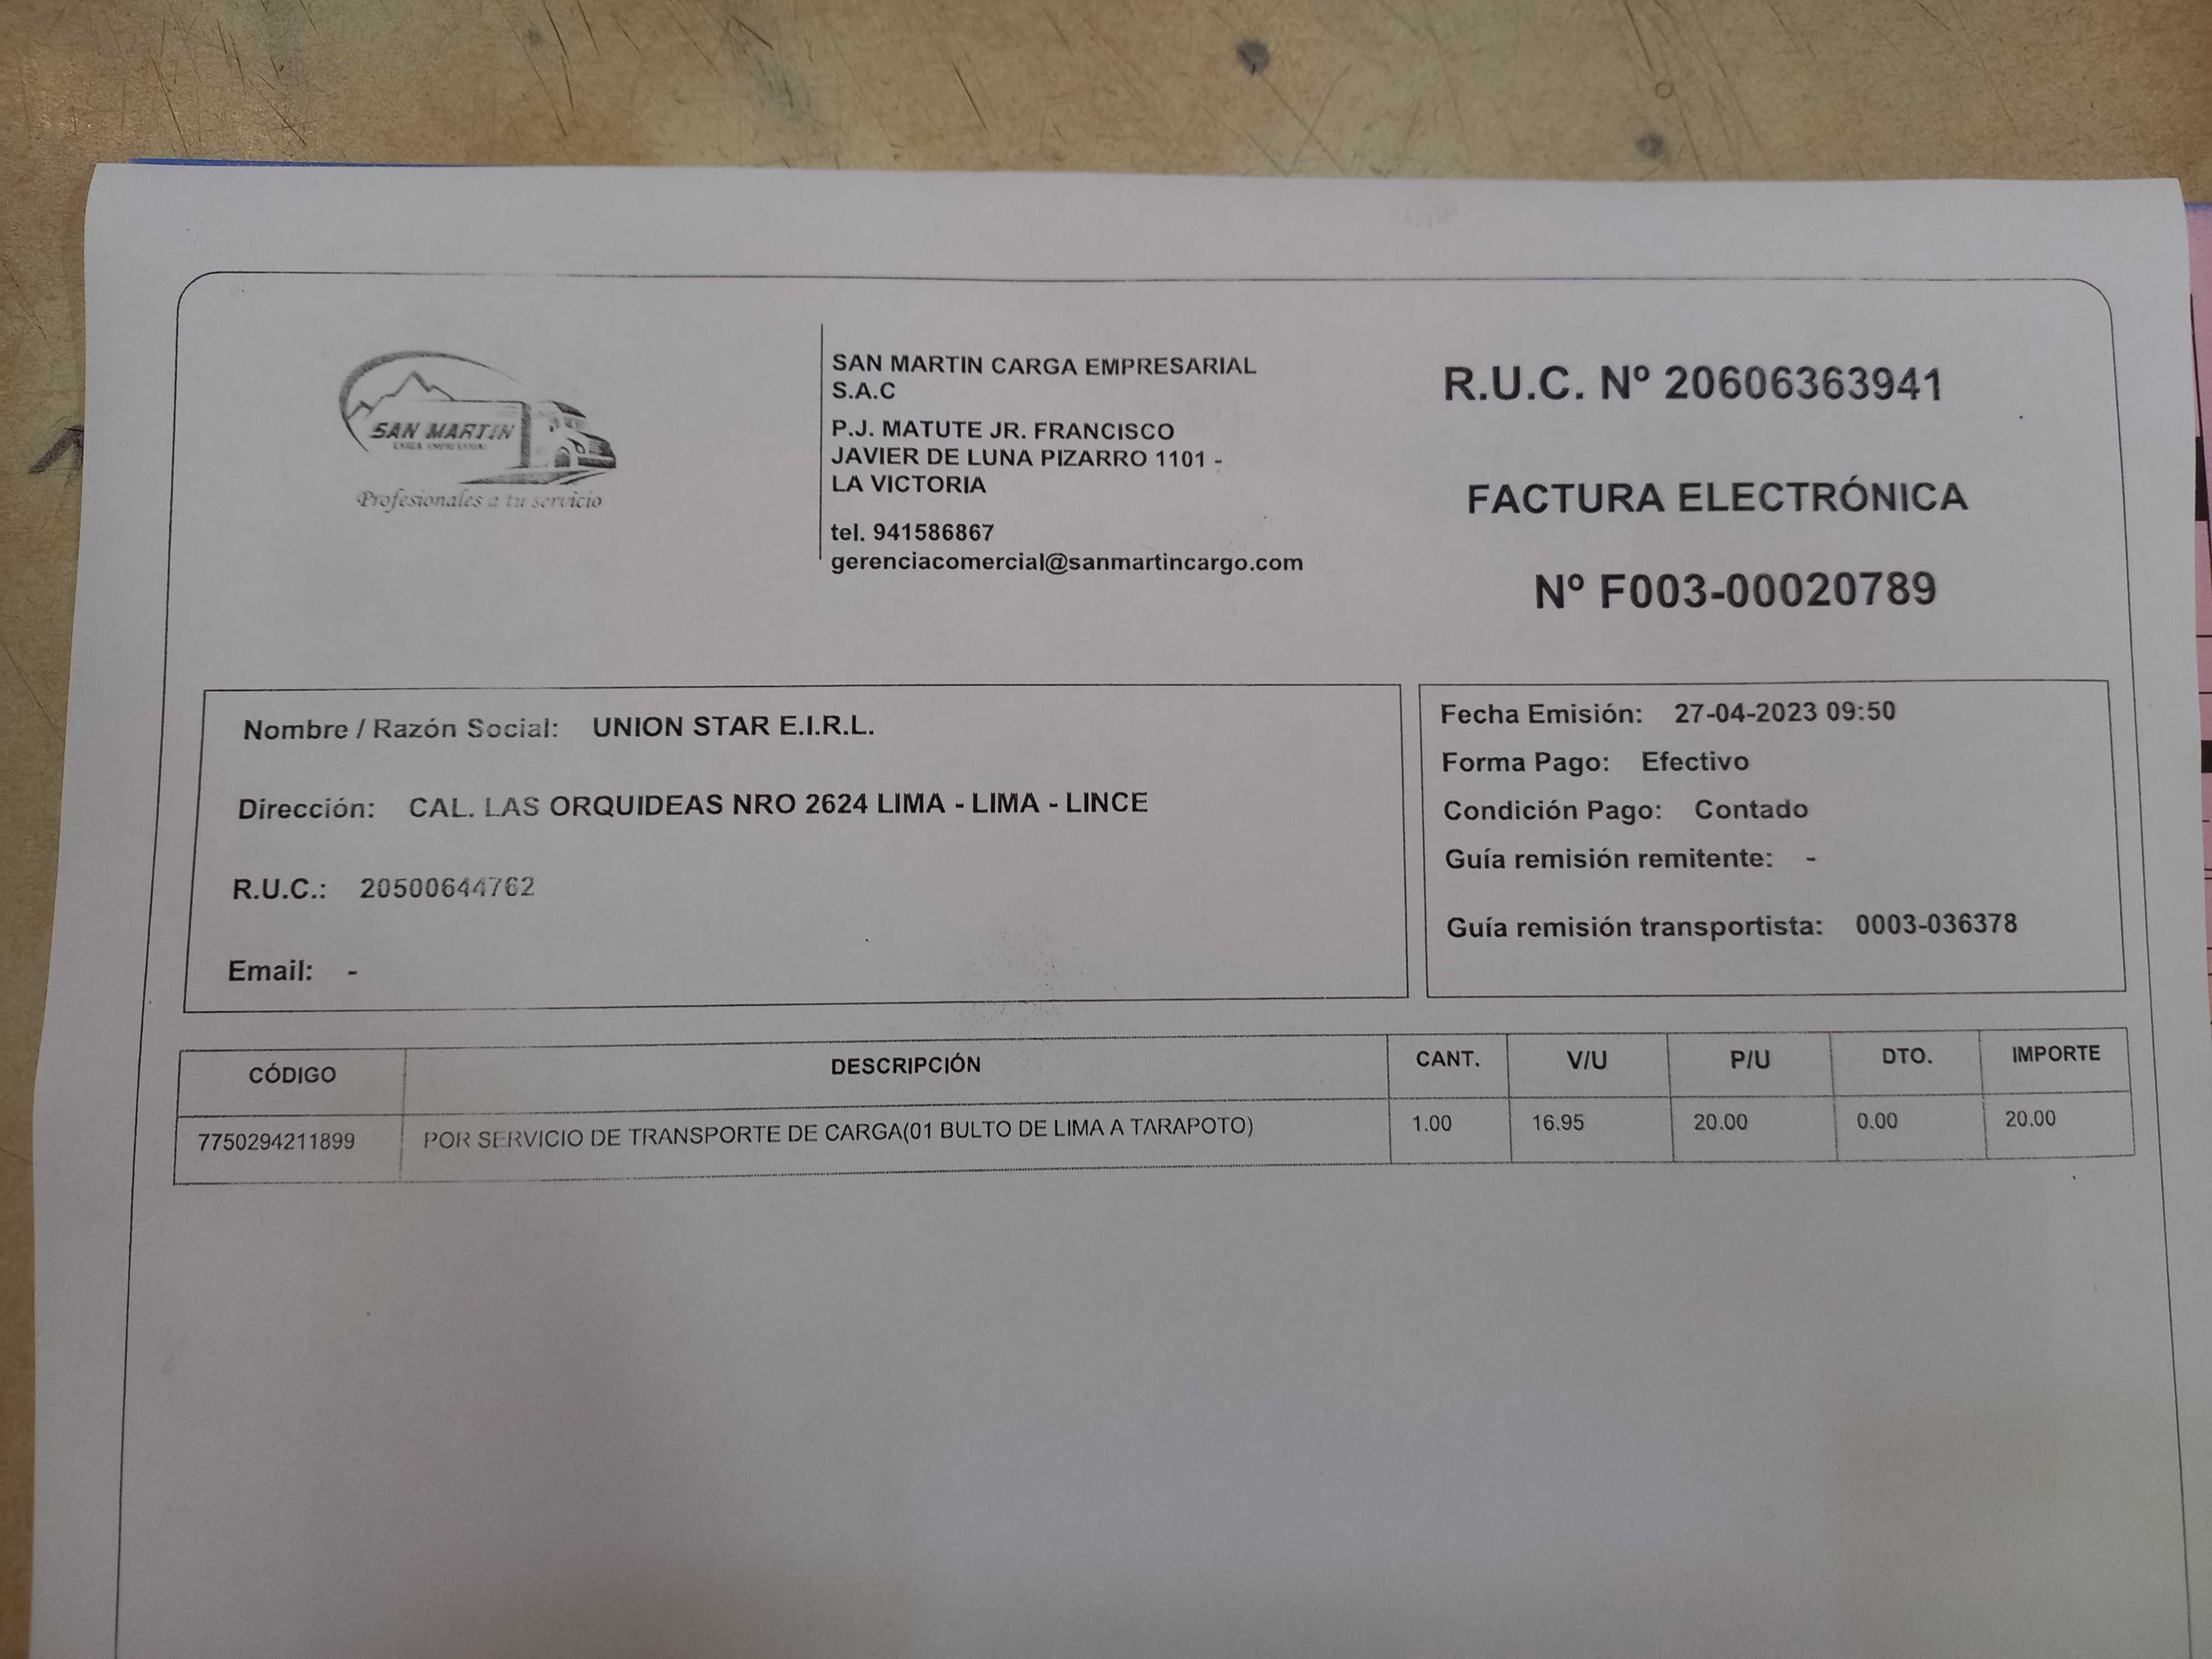 SAN MARTIN
CARGA EMPRESARIAL
Profesionales a tu servicio
SAN MARTIN CARGA EMPRESARIAL
S.A.C
P.J. MATUTE JR. FRANCISCO
JAVIER DE LUNA PIZARRO 1101 -
LA VICTORIA
tel. 941586867
gerenciacomercial@sanmartincargo.com
R.U.C. Nº 20606363941
FACTURA ELECTRÓNICA
Nº F003-00020789
Nombre / Razón Social: UNION STAR E.I.R.L.
Dirección: CAL. LAS ORQUIDEAS NRO 2624 LIMA - LIMA - LINCE
R.U.C.: 20500644762
Email: -
Fecha Emisión: 27-04-2023 09:50
Forma Pago: Efectivo
Condición Pago: Contado
Guía remisión remitente: -
Guía remisión transportista: 0003-036378
CÓDIGO DESCRIPCIÓN CANT. V/U P/U DTO. IMPORTE
7750294211899 POR SERVICIO DE TRANSPORTE DE CARGA(01 BULTO DE LIMA A TARAPOTO) 1.00 16.95 20.00 0.00 20.00